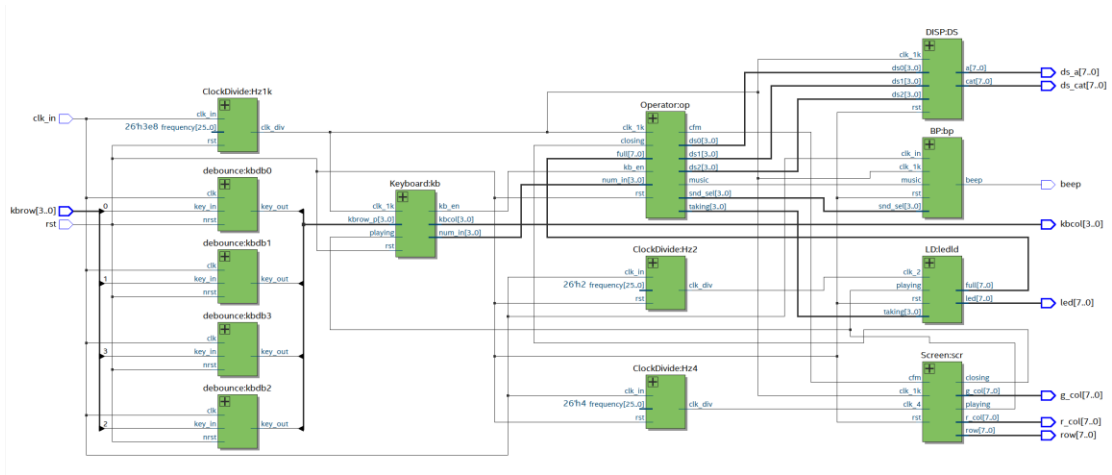 clk_in
kbrow[3..0]
rst
ClockDivide:Hz1k
clk_in
26'h3e8 frequency[25..0]
rst
clk_div
debounce:kbdb0
clk
key_in
nrst
key_out
0
debounce:kbdb1
clk
key_in
nrst
key_out
1
debounce:kbdb3
clk
key_in
nrst
key_out
3
debounce:kbdb2
clk
key_in
nrst
key_out
2
Keyboard:kb
clk_1k
kbrow_p[3..0]
playing
rst
kb_en
kbcol[3..0]
num_in[3..0]
Operator:op
clk_1k
closing
full[7..0]
kb_en
num_in[3..0]
rst
cfm
ds0[3..0]
ds1[3..0]
ds2[3..0]
music
snd_sel[3..0]
taking[3..0]
ClockDivide:Hz2
clk_in
26'h2 frequency[25..0]
rst
clk_div
ClockDivide:Hz4
clk_in
26'h4 frequency[25..0]
rst
clk_div
DISP:DS
clk_1k
ds0[3..0]
ds1[3..0]
ds2[3..0]
rst
a[7..0]
cat[7..0]
BP:bp
clk_in
clk_1k
music
rst
snd_sel[3..0]
beep
LD:ledld
clk_2
playing
rst
taking[3..0]
full[7..0]
led[7..0]
Screen:scr
cfm
clk_1k
clk_4
rst
closing
g_col[7..0]
playing
r_col[7..0]
row[7..0]
ds_a[7..0]
ds_cat[7..0]
beep
kbcol[3..0]
led[7..0]
g_col[7..0]
r_col[7..0]
row[7..0]